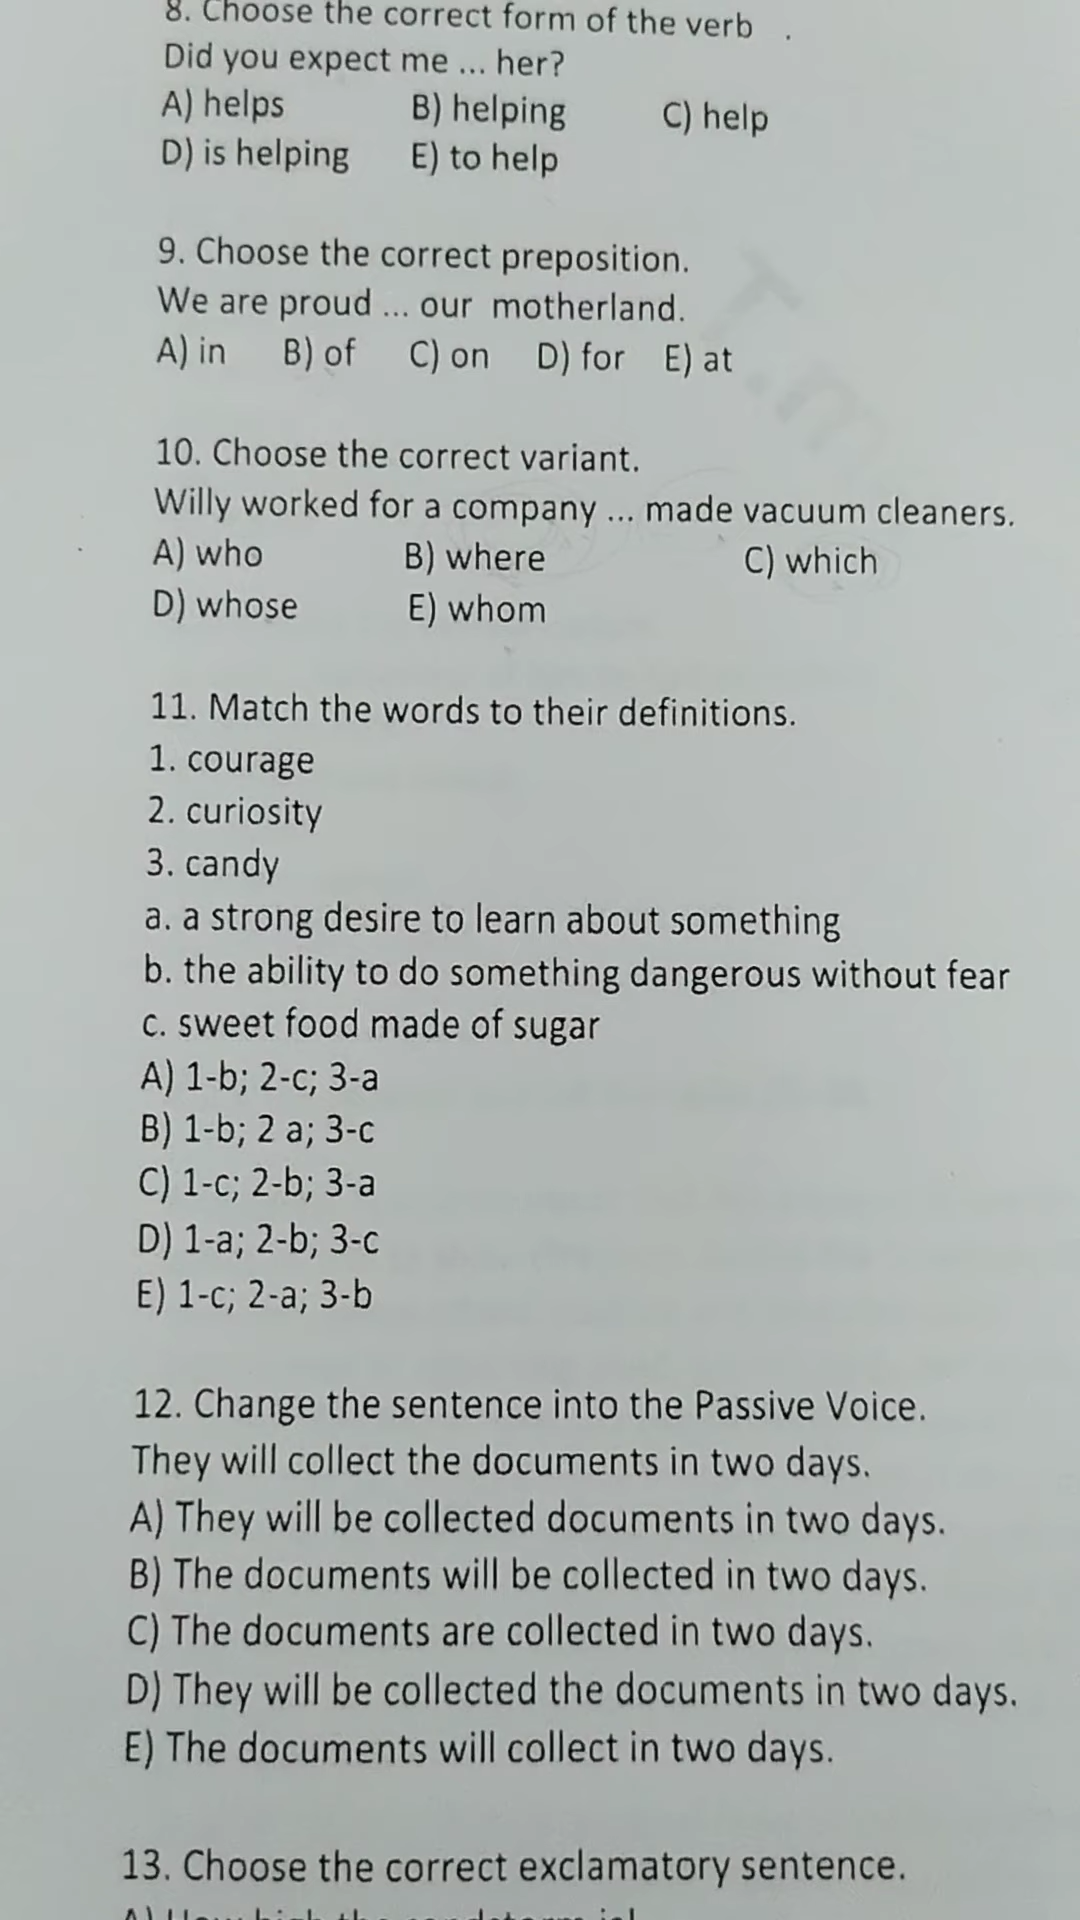 8. Choose the correct form of the verb .
Did you expect me ... her?
A) helps B) helping C) help
D) is helping E) to help
9. Choose the correct preposition.
We are proud ... our motherland.
A) in B) of C) on D) for E) at
10. Choose the correct variant.
Willy worked for a company ... made vacuum cleaners.
A) who B) where C) which
D) whose E) whom
11. Match the words to their definitions.
1. courage
2. curiosity
3. candy
a. a strong desire to learn about something
b. the ability to do something dangerous without fear
c. sweet food made of sugar
A) 1-b; 2-c; 3-a
B) 1-b; 2 a; 3-c
C) 1-c; 2-b; 3-a
D) 1-a; 2-b; 3-c
E) 1-c; 2-a; 3-b
12. Change the sentence into the Passive Voice.
They will collect the documents in two days.
A) They will be collected documents in two days.
B) The documents will be collected in two days.
C) The documents are collected in two days.
D) They will be collected the documents in two days.
E) The documents will collect in two days.
13. Choose the correct exclamatory sentence.
A) How high the sandstorm is!